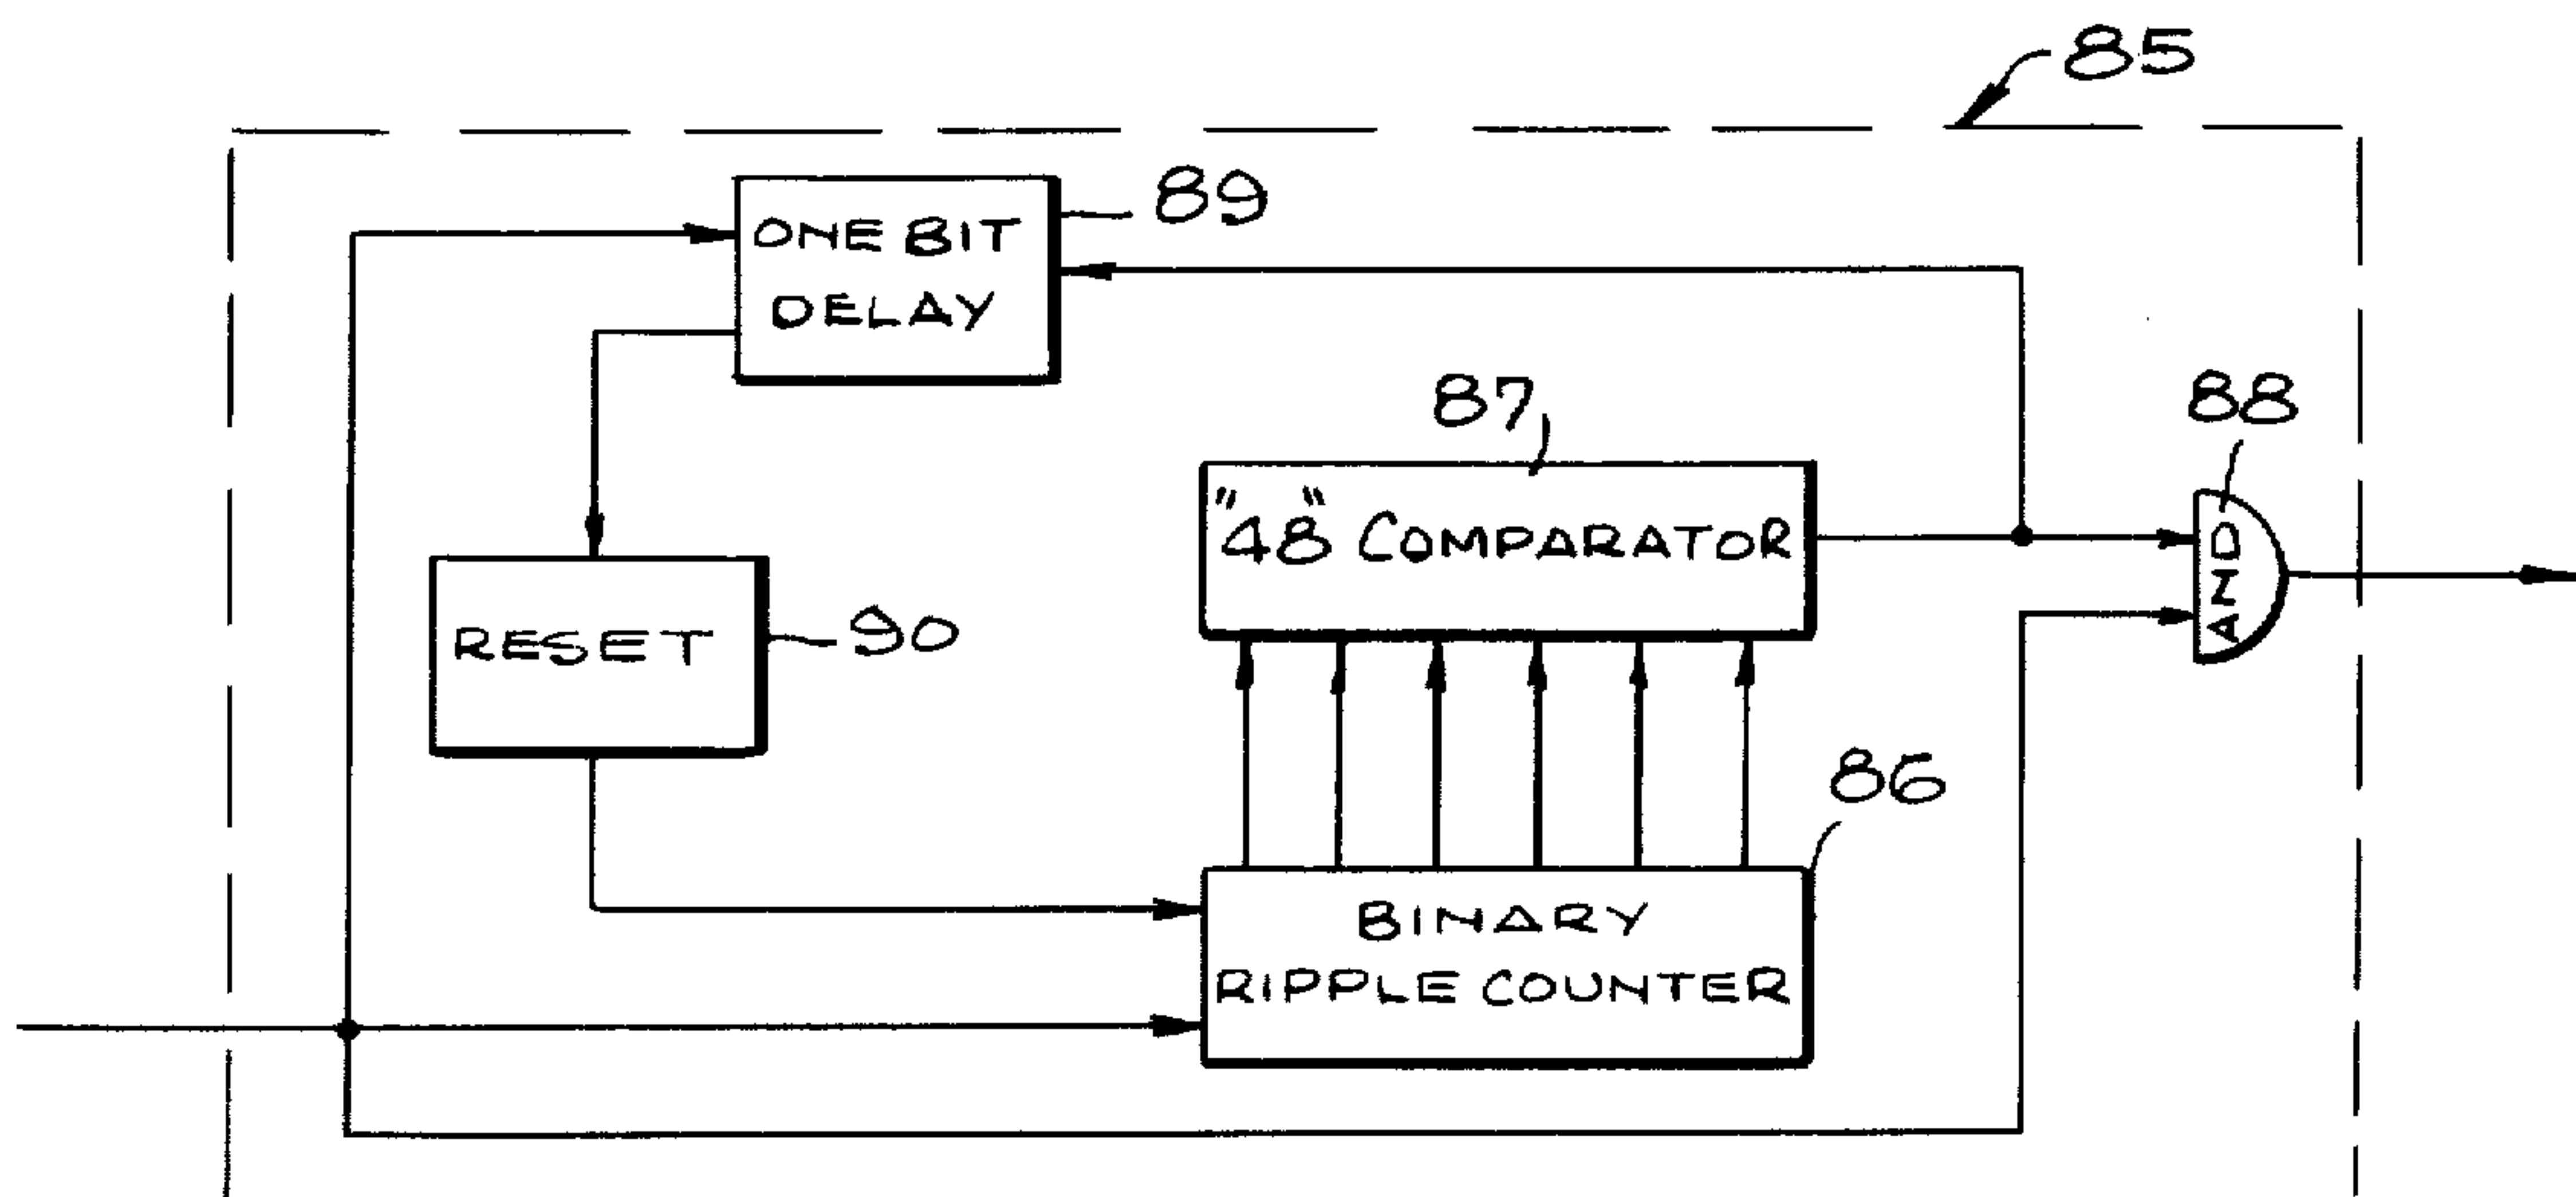 85
ONE BIT
DELAY
89
87
88
"48" COMPARATOR
AND
RESET
90
86
BINARY
RIPPLE COUNTER